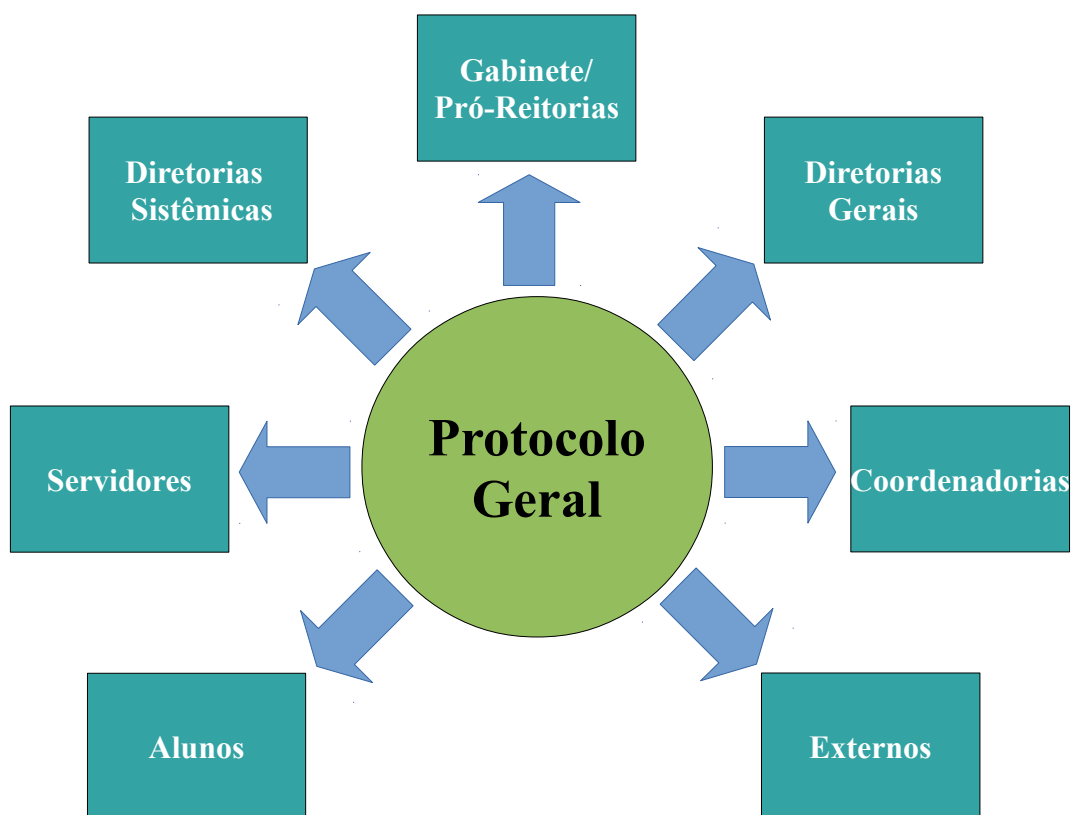 Gabinete/
Pró-Reitorias
Diretorias
Sistêmicas
Diretorias
Gerais
Protocolo
Geral
Servidores
Coordenadorias
Alunos
Externos